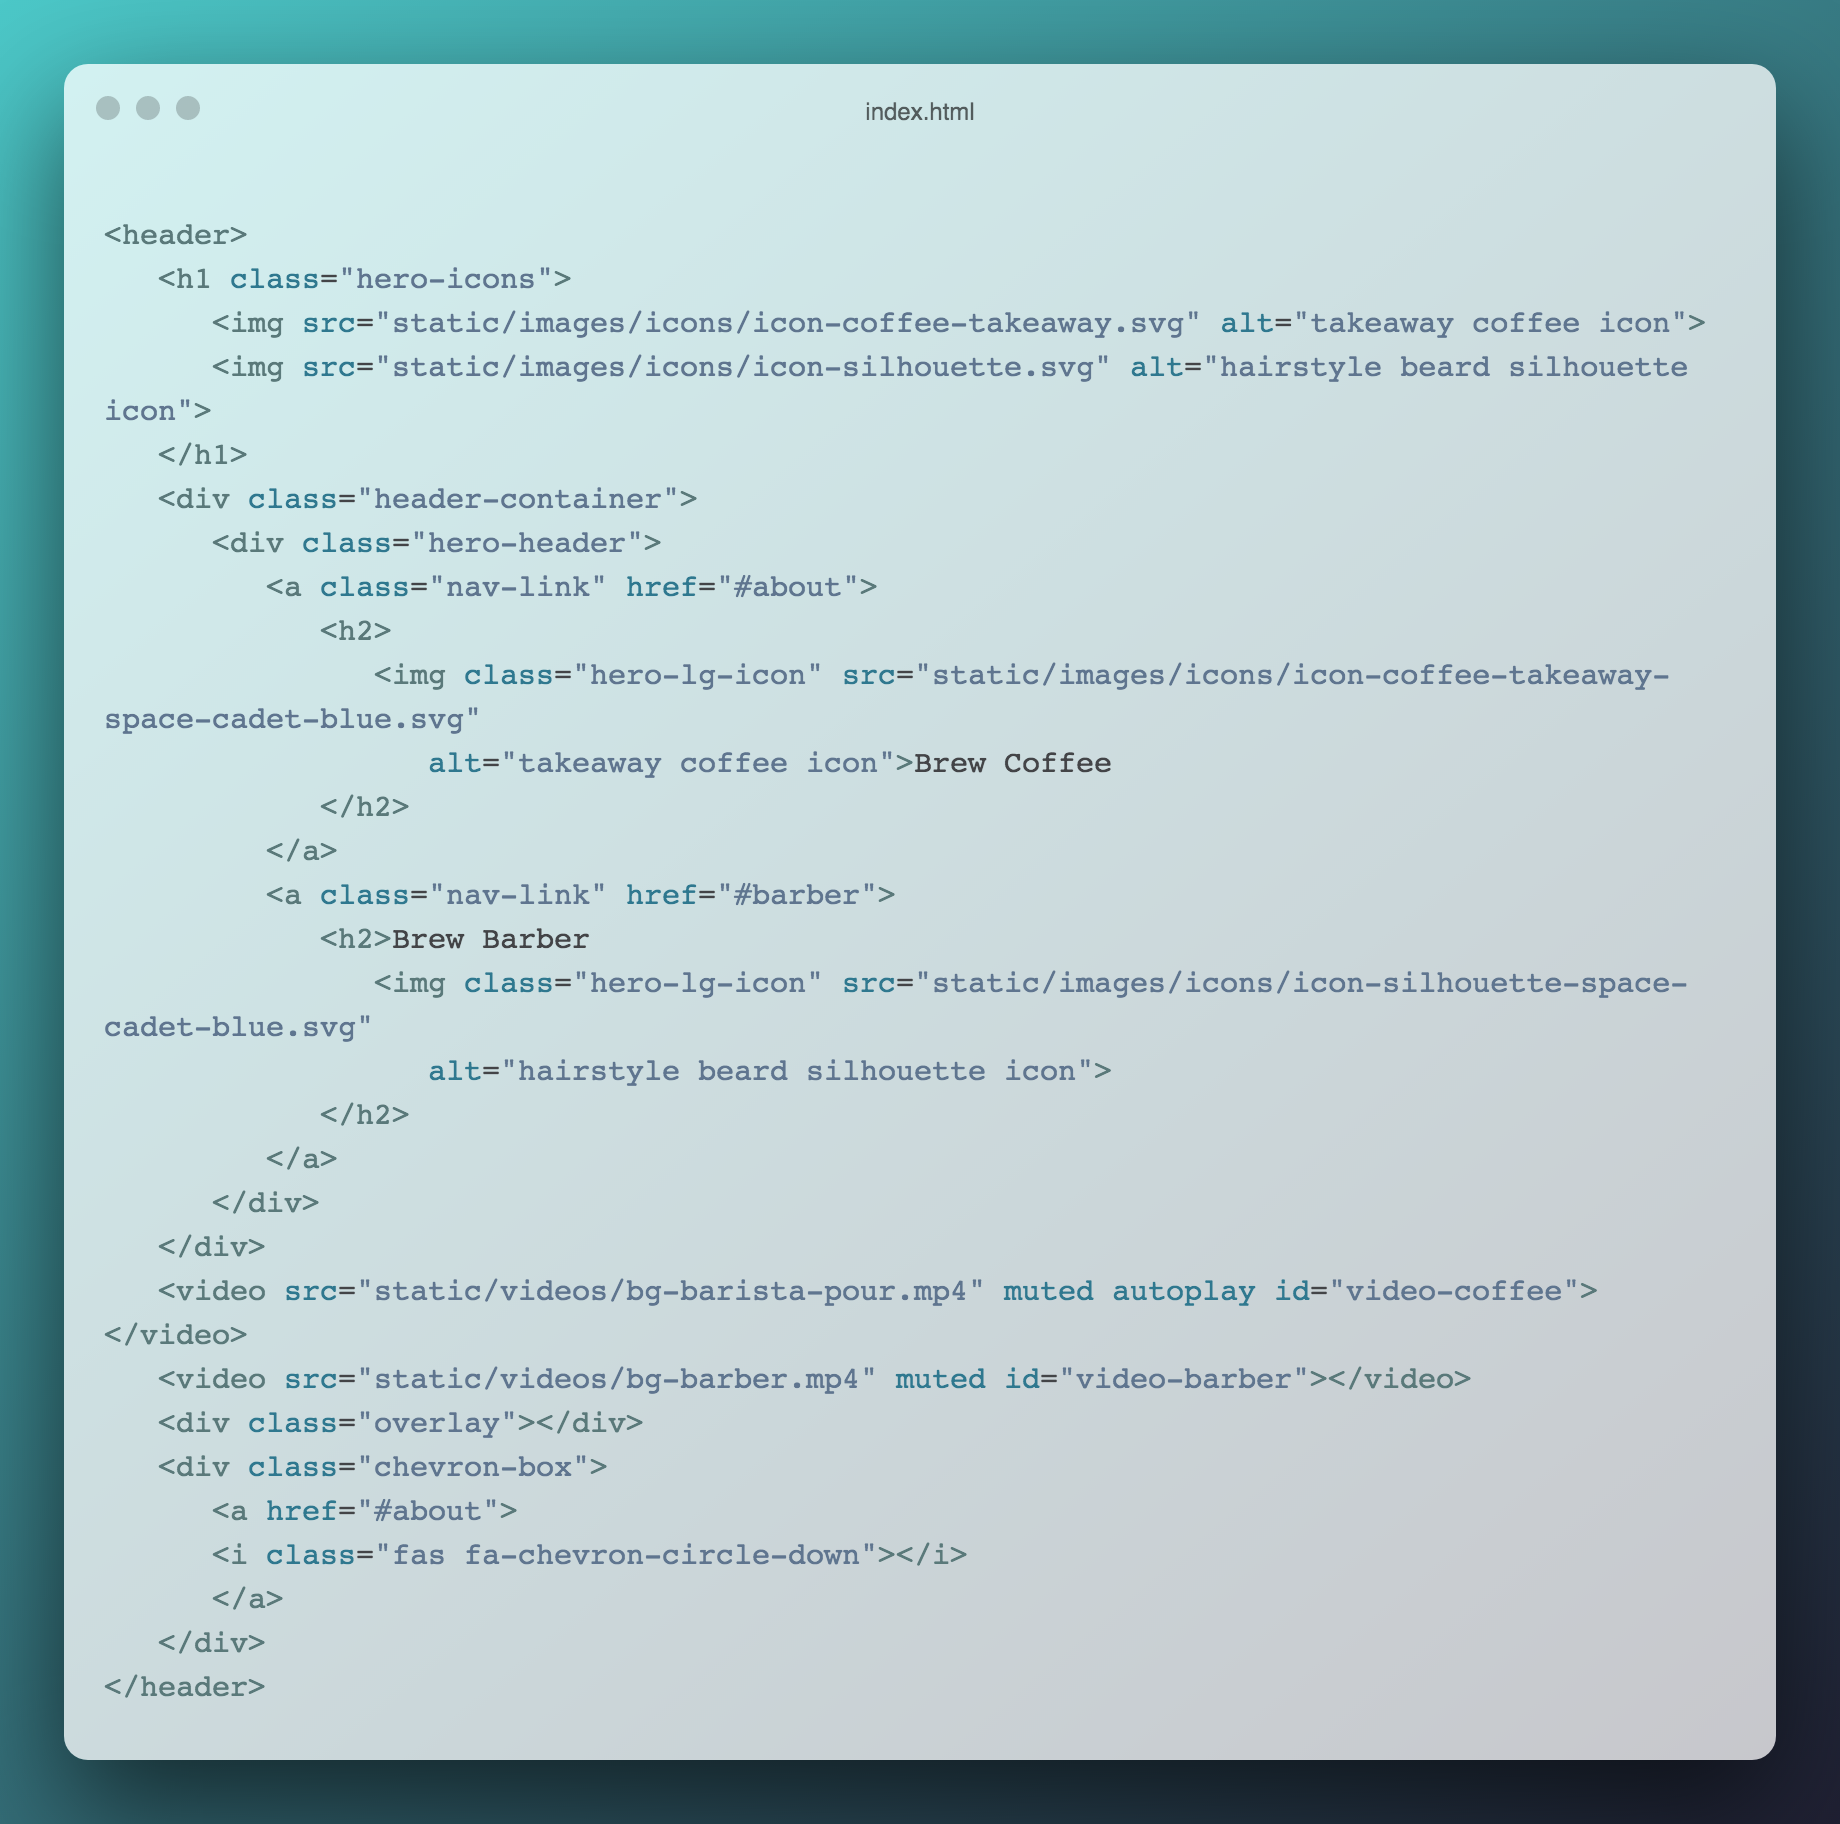 index.html
<header>
   <h1 class="hero-icons">
      <img src="static/images/icons/icon-coffee-takeaway.svg" alt="takeaway coffee icon">
      <img src="static/images/icons/icon-silhouette.svg" alt="hairstyle beard silhouette
icon">
   </h1>
   <div class="header-container">
      <div class="hero-header">
         <a class="nav-link" href="#about">
            <h2>
               <img class="hero-lg-icon" src="static/images/icons/icon-coffee-takeaway-
space-cadet-blue.svg"
                  alt="takeaway coffee icon">Brew Coffee
            </h2>
         </a>
         <a class="nav-link" href="#barber">
            <h2>Brew Barber
               <img class="hero-lg-icon" src="static/images/icons/icon-silhouette-space-
cadet-blue.svg"
                  alt="hairstyle beard silhouette icon">
            </h2>
         </a>
      </div>
   </div>
   <video src="static/videos/bg-barista-pour.mp4" muted autoplay id="video-coffee">
</video>
   <video src="static/videos/bg-barber.mp4" muted id="video-barber"></video>
   <div class="overlay"></div>
   <div class="chevron-box">
      <a href="#about">
      <i class="fas fa-chevron-circle-down"></i>
      </a>
   </div>
</header>